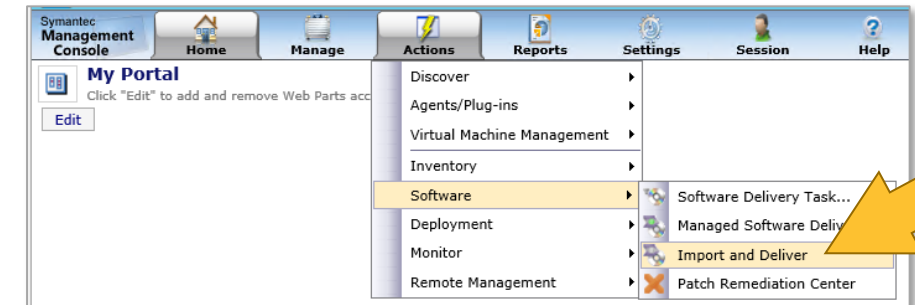 Symantec
Management
Console
Home Manage Actions Reports Settings Session Help
My Portal
Click "Edit" to add and remove Web Parts acc
Edit
Discover
Agents/Plug-ins
Virtual Machine Management
Inventory
Software
Deployment
Monitor
Remote Management
Software Delivery Task...
Managed Software Deliv
Import and Deliver
Patch Remediation Center